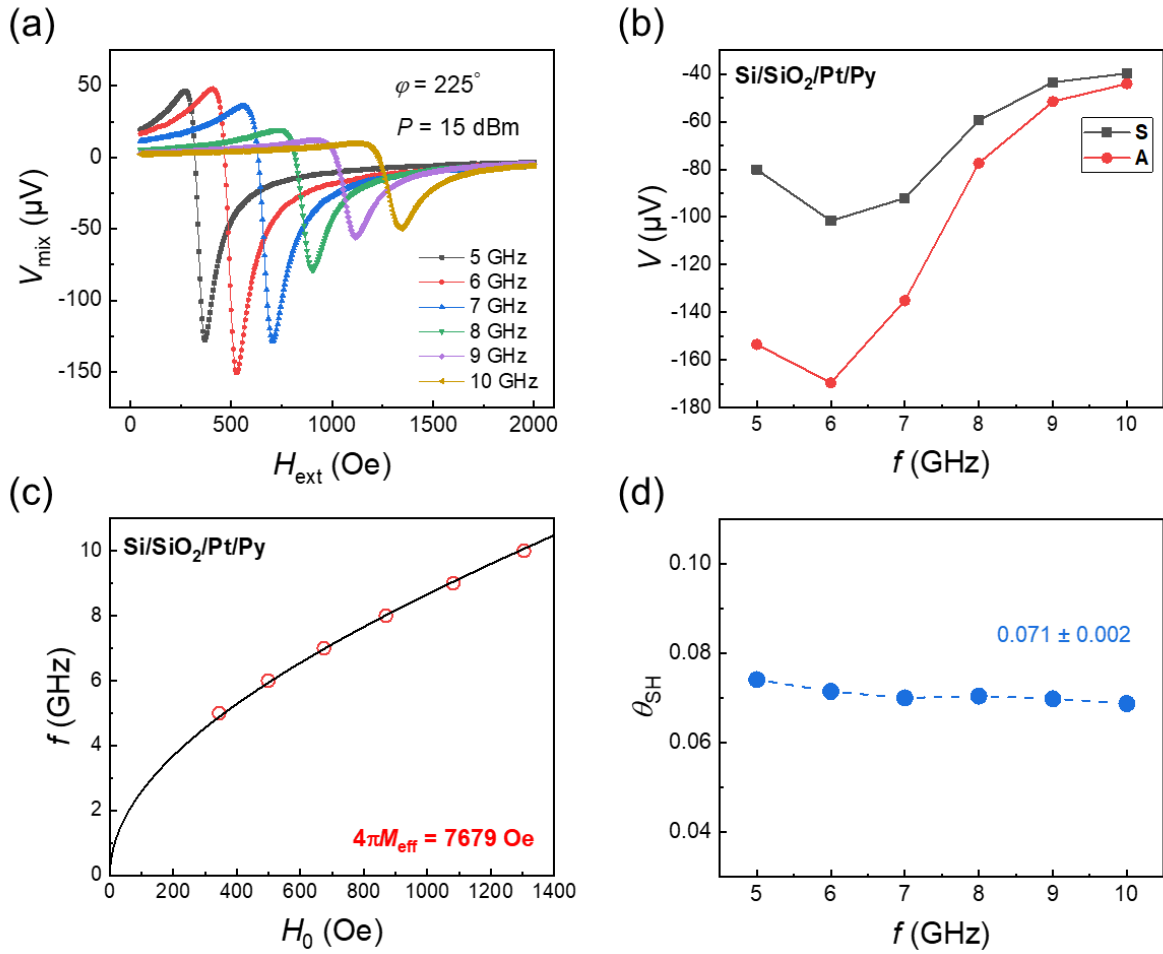 (a)
50
0
-50
-100
-150
V_mix (μV)
φ = 225°
P = 15 dBm
5 GHz
6 GHz
7 GHz
8 GHz
9 GHz
10 GHz
0 500 1000 1500 2000
H_ext (Oe)
(b)
-40
-60
-80
-100
-120
-140
-160
-180
V (μV)
Si/SiO₂/Pt/Py
S
A
5 6 7 8 9 10
f (GHz)
(c)
10
8
6
4
2
0
f (GHz)
Si/SiO₂/Pt/Py
4πM_eff = 7679 Oe
0 200 400 600 800 1000 1200 1400
H₀ (Oe)
(d)
0.10
0.08
0.06
0.04
θ_SH
0.071 ± 0.002
5 6 7 8 9 10
f (GHz)